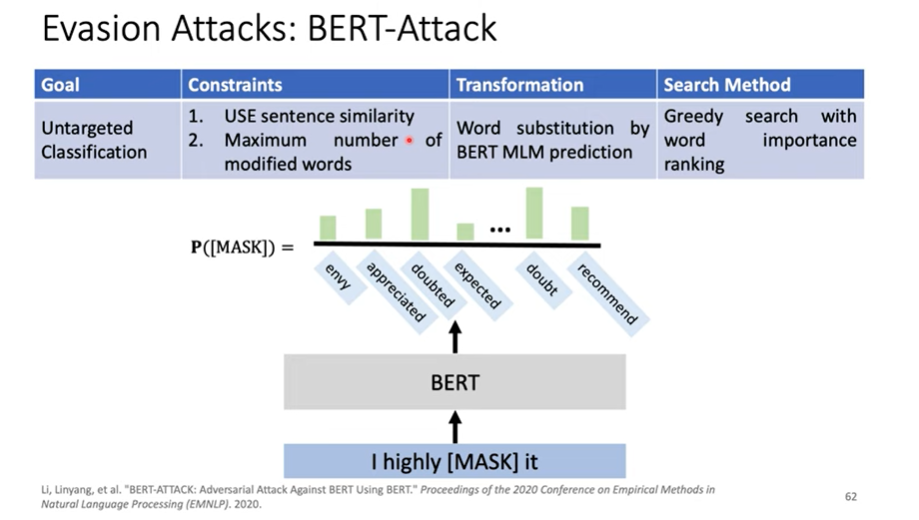 Evasion Attacks: BERT-Attack
Goal
Constraints
Transformation
Search Method
Untargeted
Classification
1. USE sentence similarity
2. Maximum number of
modified words
Word substitution by
BERT MLM prediction
Greedy search with
word importance
ranking
P([MASK]) =
...
envy
appreciated
doubted
expected
doubt
recommend
BERT
I highly [MASK] it
Li, Linyang, et al. "BERT-ATTACK: Adversarial Attack Against BERT Using BERT." Proceedings of the 2020 Conference on Empirical Methods in
Natural Language Processing (EMNLP). 2020.
62